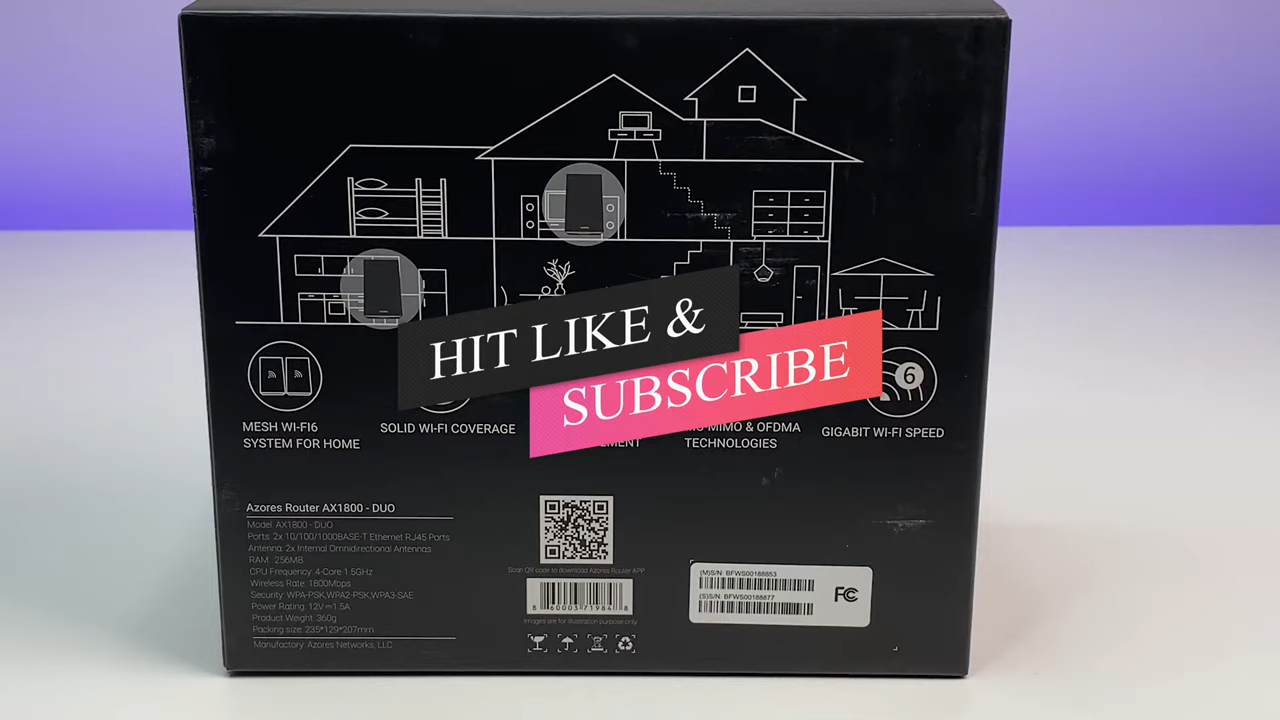 HIT LIKE &
SUBSCRIBE
6
MESH WI-FI6
SYSTEM FOR HOME
SOLID WI-FI COVERAGE
MU-MIMO & OFDMA
TECHNOLOGIES
GIGABIT WI-FI SPEED
Azores Router AX1800 - DUO
Model: AX1800 - DUO
Ports: 2x 10/100/1000BASE-T Ethernet RJ45 Ports
Antenna: 2x Internal Omnidirectional Antennas
RAM : 256MB
CPU Frequency :4-Core 1.5GHz
Wireless Rate: 1800Mbps
Security: WPA-PSK,WPA2-PSK,WPA3-SAE
Power Rating: 12V⎓1.5A
Product Weight: 360g
Packing size: 235*129*207mm
Manufactory: Azores Networks, LLC
Scan QR code to download Azores Router APP
8 60003 71984 8
Images are for illustration purpose only
(M)S/N: BFWS00188853
(S)S/N: BFWS00188877
FC